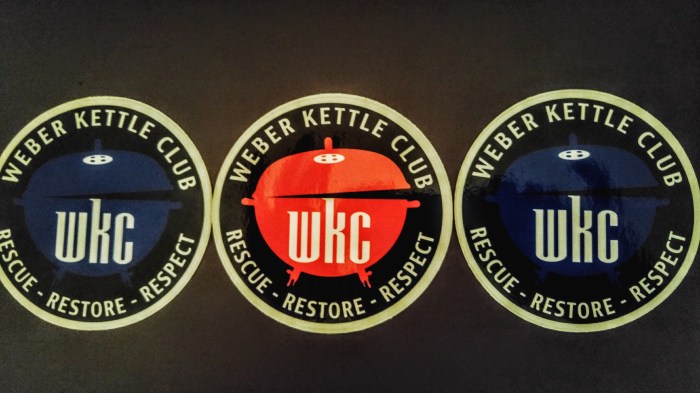 WEBER KETTLE CLUB
wkc
RESCUE - RESTORE - RESPECT
WEBER KETTLE CLUB
wkc
RESCUE - RESTORE - RESPECT
WEBER KETTLE CLUB
wkc
RESCUE - RESTORE - RESPECT